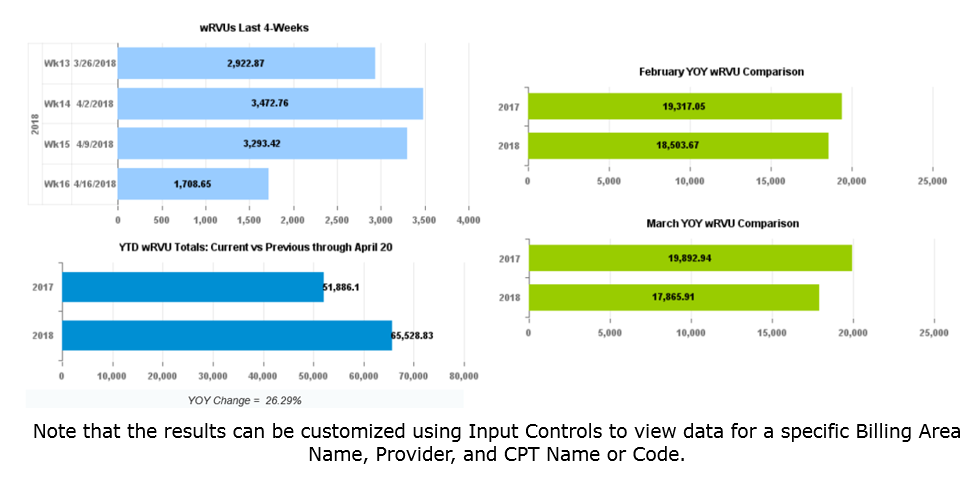 wRVUs Last 4-Weeks
2018
Wk13 3/26/2018 2,922.87
Wk14 4/2/2018 3,472.76
Wk15 4/9/2018 3,293.42
Wk16 4/16/2018 1,708.65
0 500 1,000 1,500 2,000 2,500 3,000 3,500 4,000
YTD wRVU Totals: Current vs Previous through April 20
2017 51,886.1
2018 65,528.83
0 10,000 20,000 30,000 40,000 50,000 60,000 70,000 80,000
YOY Change = 26.29%
February YOY wRVU Comparison
2017 19,317.05
2018 18,503.67
0 5,000 10,000 15,000 20,000 25,000
March YOY wRVU Comparison
2017 19,892.94
2018 17,865.91
0 5,000 10,000 15,000 20,000 25,000
Note that the results can be customized using Input Controls to view data for a specific Billing Area
Name, Provider, and CPT Name or Code.